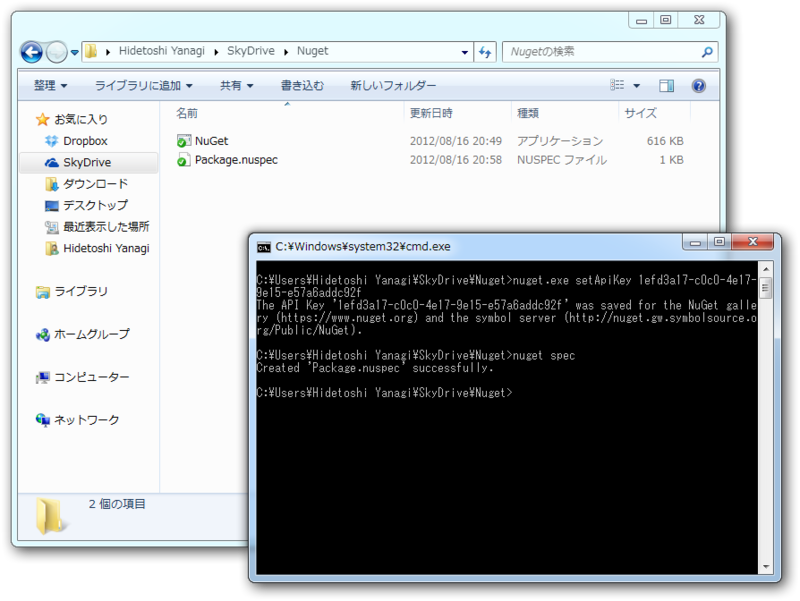 Hidetoshi Yanagi ▸ SkyDrive ▸ Nuget
Nugetの検索
整理 ライブラリに追加 共有 書き込む 新しいフォルダー
お気に入り
Dropbox
SkyDrive
ダウンロード
デスクトップ
最近表示した場所
Hidetoshi Yanagi
ライブラリ
ホームグループ
コンピューター
ネットワーク
名前 更新日時 種類 サイズ
NuGet 2012/08/16 20:49 アプリケーション 616 KB
Package.nuspec 2012/08/16 20:58 NUSPEC ファイル 1 KB
2 個の項目
C:¥Windows¥system32¥cmd.exe
C:¥Users¥Hidetoshi Yanagi¥SkyDrive¥Nuget>nuget.exe setApiKey 1efd3a17-c0c0-4e17-
9e15-e57a6addc92f
The API Key '1efd3a17-c0c0-4e17-9e15-e57a6addc92f' was saved for the NuGet galle
ry (https://www.nuget.org) and the symbol server (http://nuget.gw.symbolsource.o
rg/Public/NuGet).
C:¥Users¥Hidetoshi Yanagi¥SkyDrive¥Nuget>nuget spec
Created 'Package.nuspec' successfully.
C:¥Users¥Hidetoshi Yanagi¥SkyDrive¥Nuget>